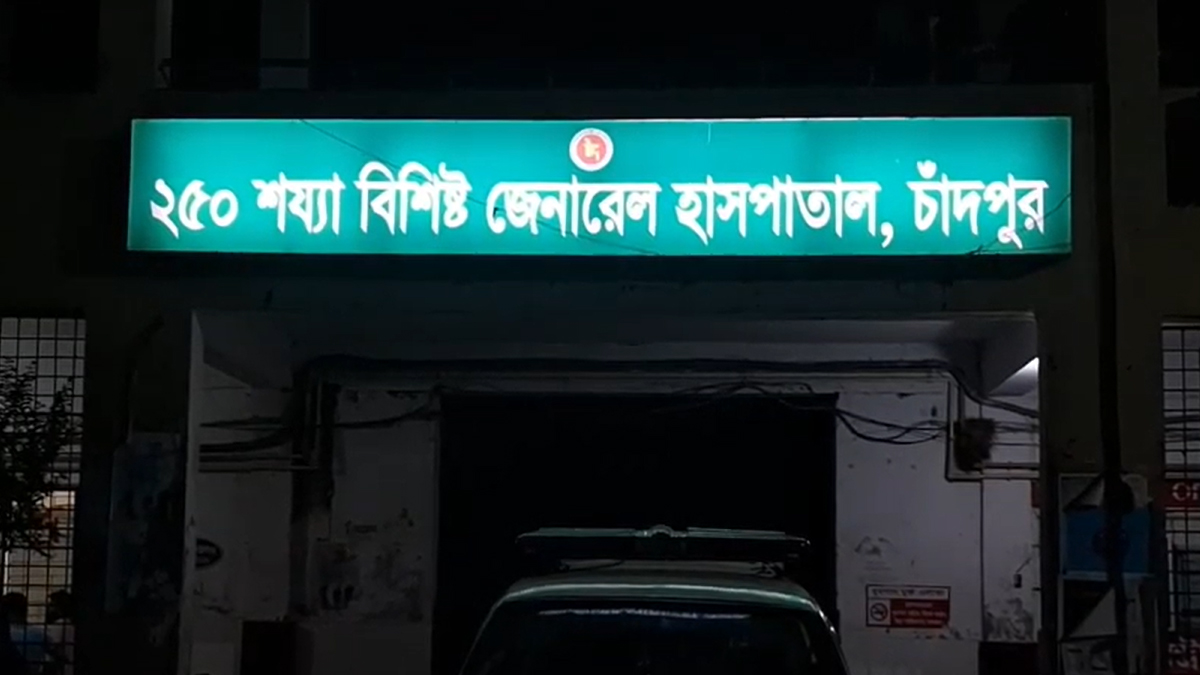 ২৫০ শয্যা বিশিষ্ট জেনারেল হাসপাতাল, চাঁদপুর